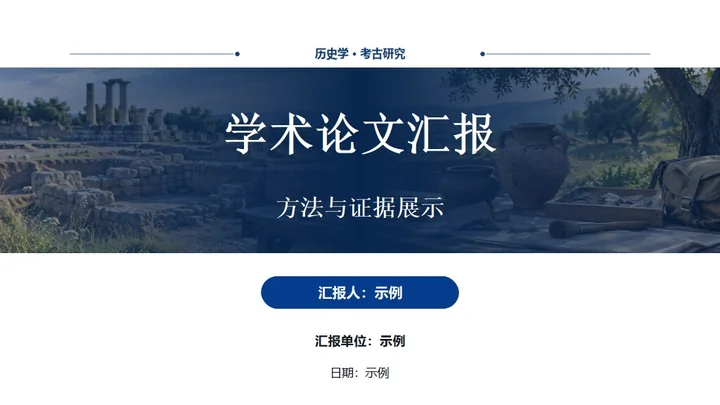 历史学·考古研究
学术论文汇报
方法与证据展示
汇报人：示例
汇报单位：示例
日期：示例